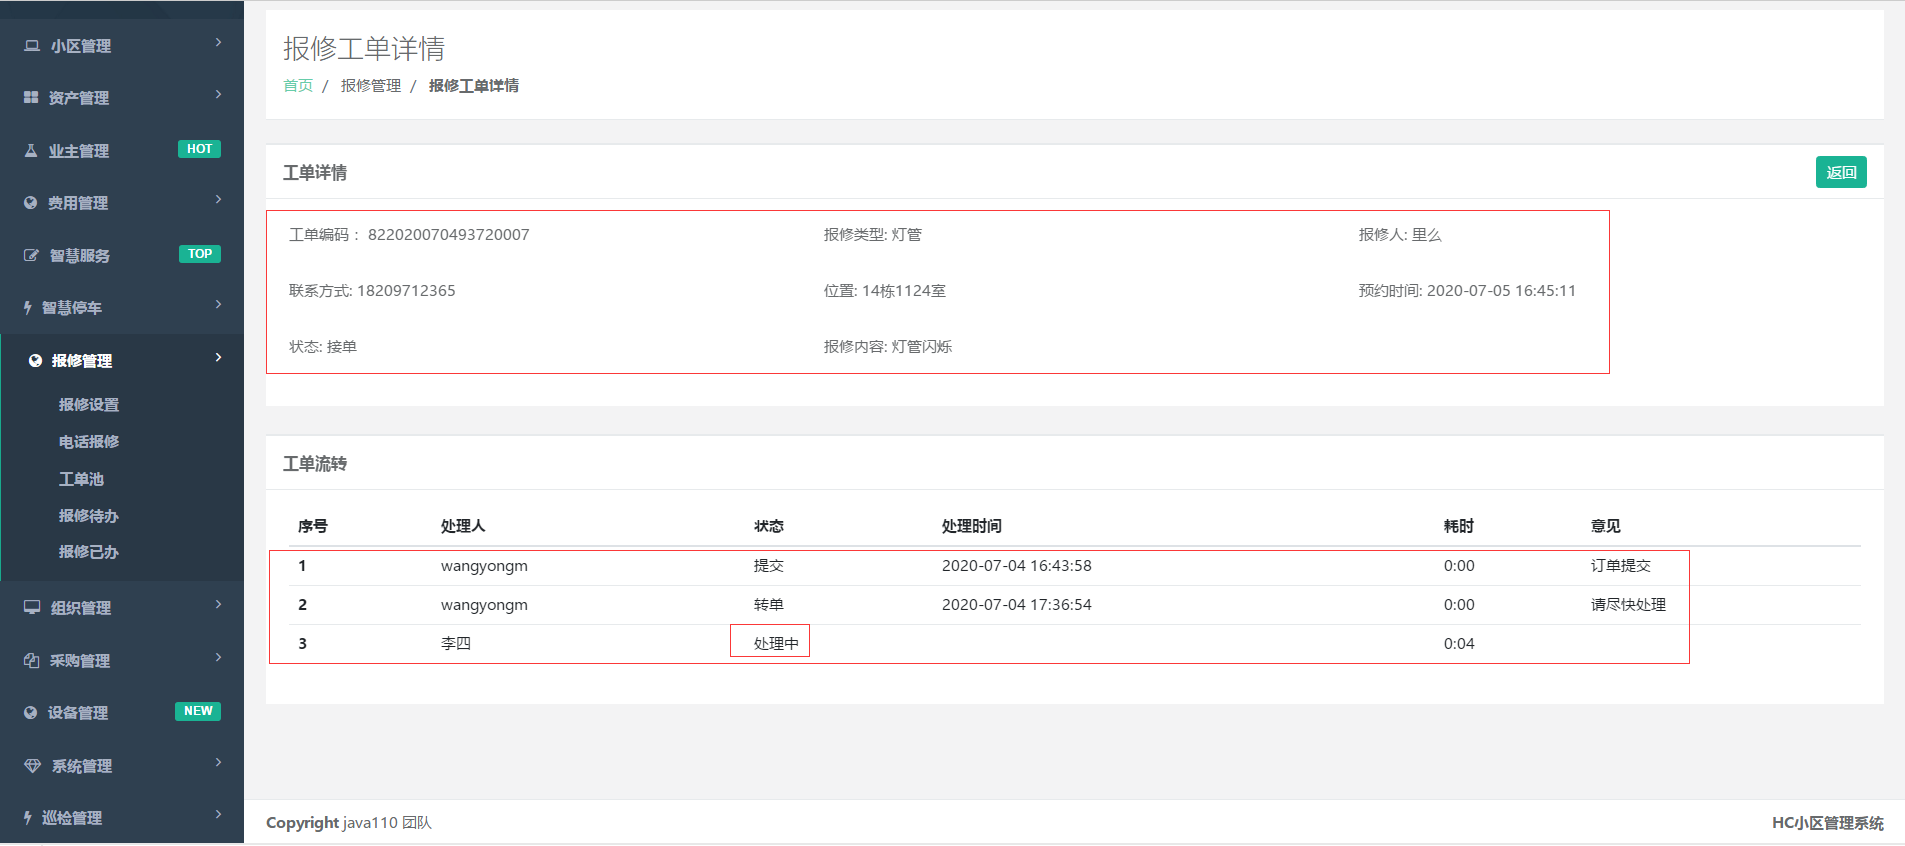 小区管理
资产管理
业主管理 HOT
费用管理
智慧服务 TOP
智慧停车
报修管理
报修设置
电话报修
工单池
报修待办
报修已办
组织管理
采购管理
设备管理 NEW
系统管理
巡检管理
报修工单详情
首页 / 报修管理 / 报修工单详情
工单详情 返回
工单编码： 822020070493720007 报修类型: 灯管 报修人: 里么
联系方式: 18209712365 位置: 14栋1124室 预约时间: 2020-07-05 16:45:11
状态: 接单 报修内容: 灯管闪烁
工单流转
序号 处理人 状态 处理时间 耗时 意见
1 wangyongm 提交 2020-07-04 16:43:58 0:00 订单提交
2 wangyongm 转单 2020-07-04 17:36:54 0:00 请尽快处理
3 李四 处理中 0:04
Copyright java110 团队 HC小区管理系统